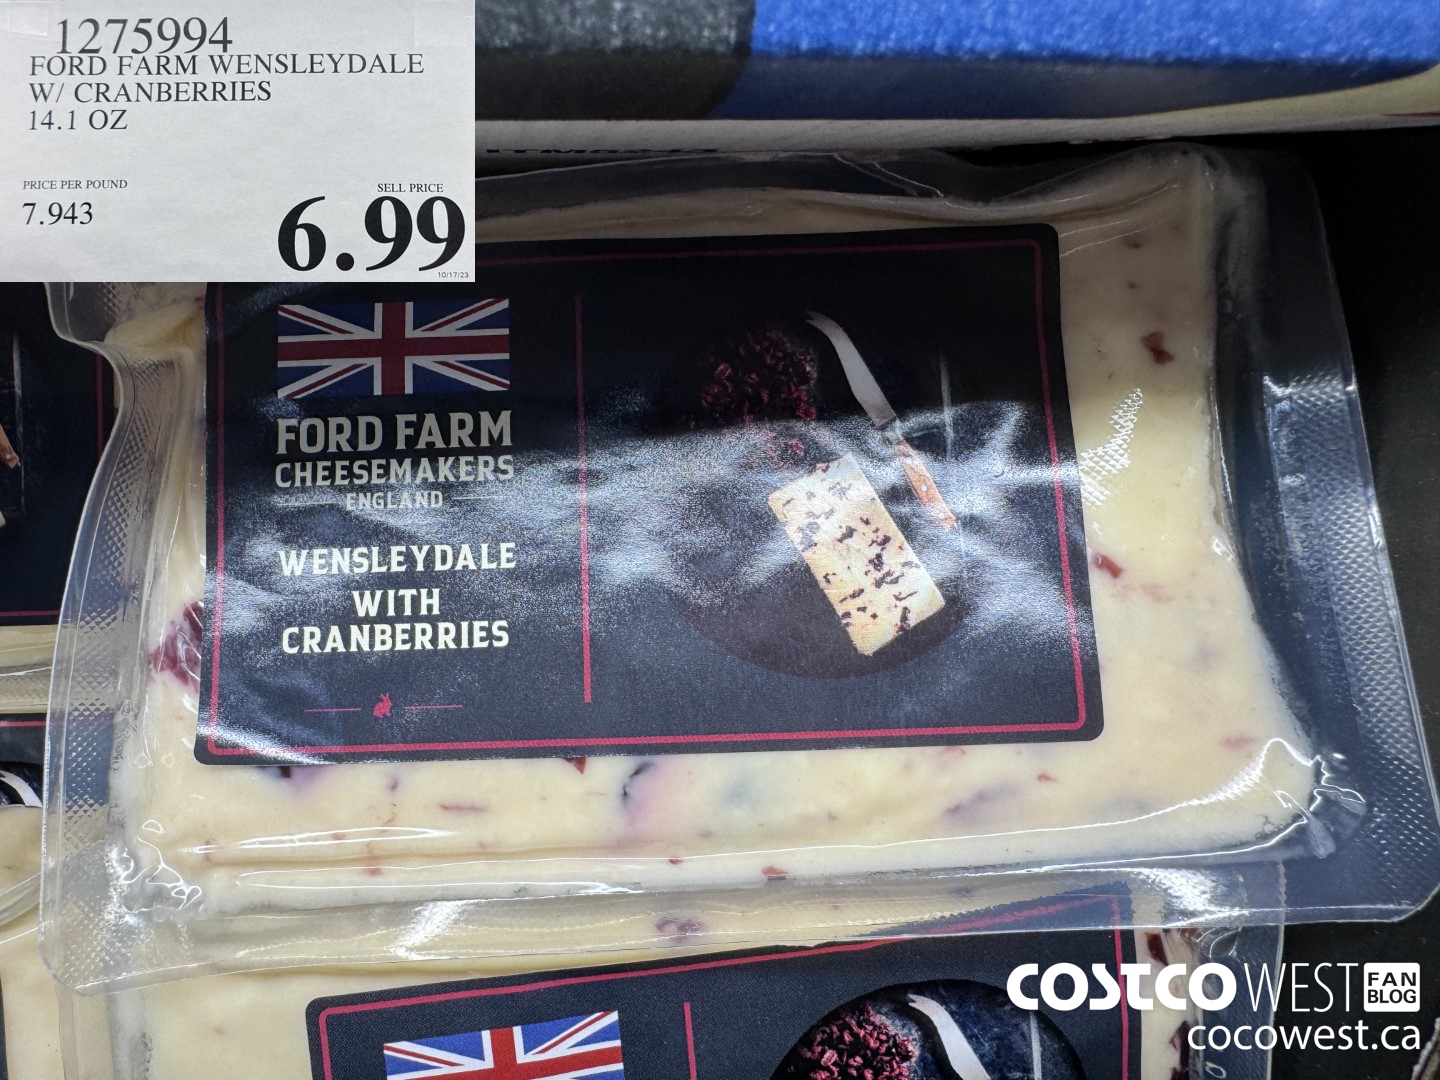 1275994
FORD FARM WENSLEYDALE
W/ CRANBERRIES
14.1 OZ
PRICE PER POUND
7.943
SELL PRICE
6.99
10/17/23
FORD FARM
CHEESEMAKERS
ENGLAND
WENSLEYDALE
WITH
CRANBERRIES
COSTCO WEST FAN
BLOG
cocowest.ca